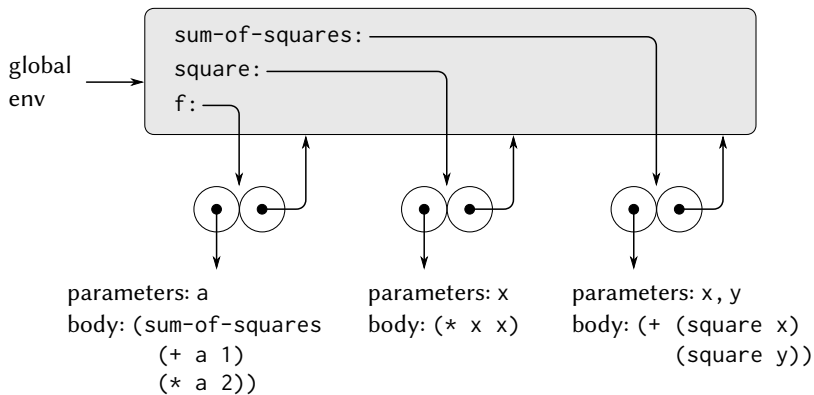 sum-of-squares:
square:
f:
global
env
parameters: a
body: (sum-of-squares
(+ a 1)
(* a 2))
parameters: x
body: (* x x)
parameters: x, y
body: (+ (square x)
(square y))